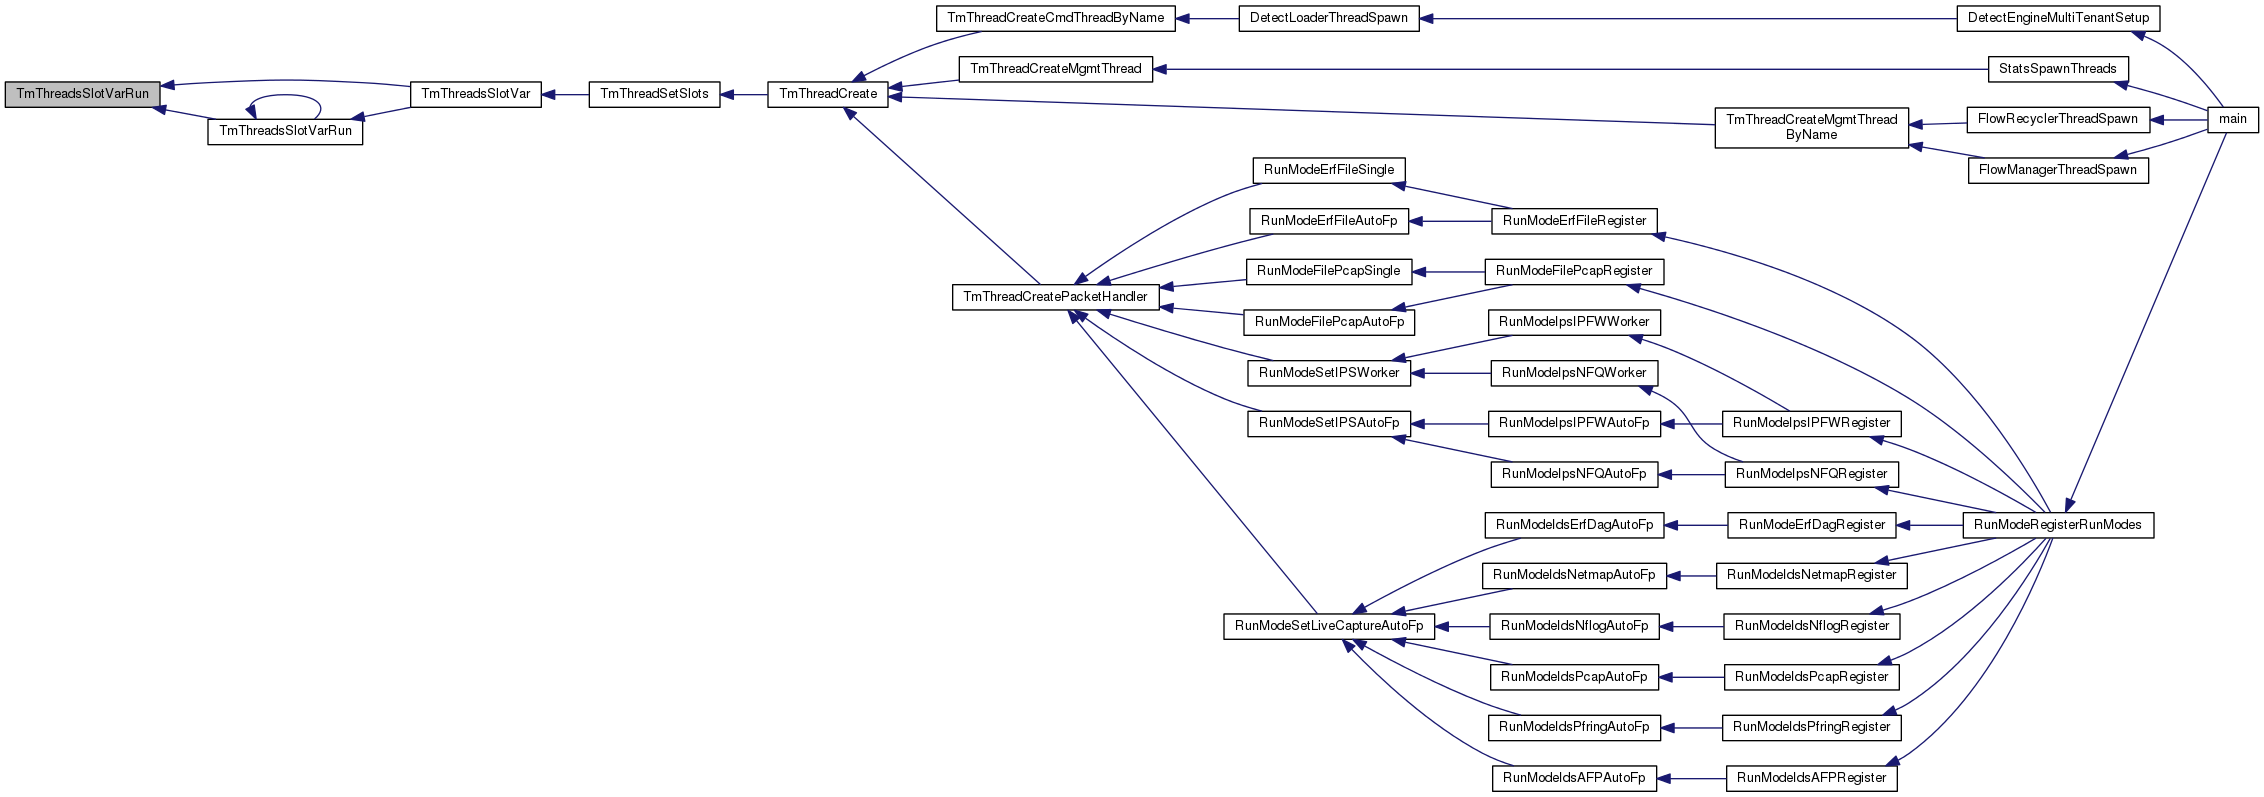 TmThreadCreateCmdThreadByName
DetectLoaderThreadSpawn
DetectEngineMultiTenantSetup
TmThreadCreateMgmtThread
StatsSpawnThreads
TmThreadsSlotVarRun
TmThreadsSlotVar
TmThreadSetSlots
TmThreadCreate
TmThreadsSlotVarRun
TmThreadCreateMgmtThread
ByName
FlowRecyclerThreadSpawn
main
FlowManagerThreadSpawn
RunModeErfFileSingle
RunModeErfFileAutoFp
RunModeErfFileRegister
RunModeFilePcapSingle
RunModeFilePcapRegister
TmThreadCreatePacketHandler
RunModeFilePcapAutoFp
RunModeIpsIPFWWorker
RunModeSetIPSWorker
RunModeIpsNFQWorker
RunModeSetIPSAutoFp
RunModeIpsIPFWAutoFp
RunModeIpsIPFWRegister
RunModeIpsNFQAutoFp
RunModeIpsNFQRegister
RunModeIdsErfDagAutoFp
RunModeErfDagRegister
RunModeRegisterRunModes
RunModeIdsNetmapAutoFp
RunModeIdsNetmapRegister
RunModeSetLiveCaptureAutoFp
RunModeIdsNflogAutoFp
RunModeIdsNflogRegister
RunModeIdsPcapAutoFp
RunModeIdsPcapRegister
RunModeIdsPfringAutoFp
RunModeIdsPfringRegister
RunModeIdsAFPAutoFp
RunModeIdsAFPRegister